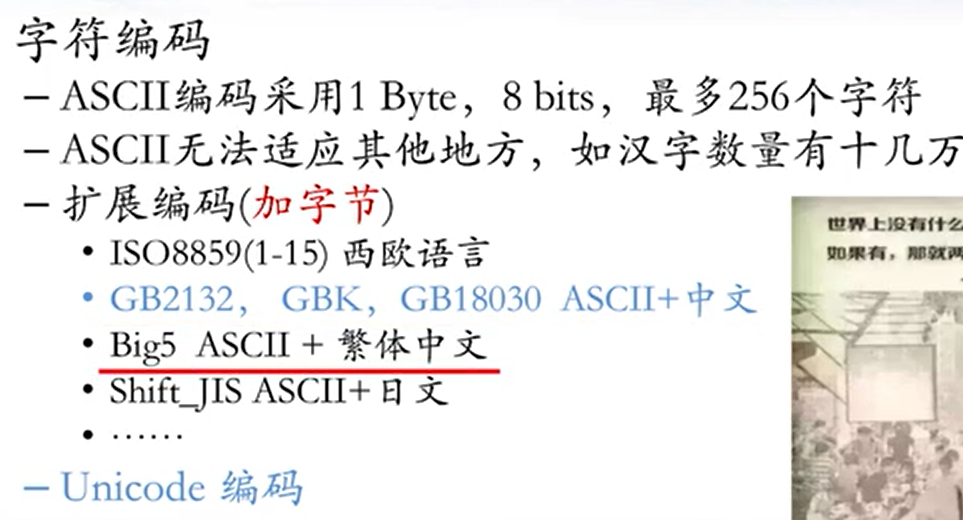 字符编码
– ASCII编码采用1 Byte，8 bits，最多256个字符
– ASCII无法适应其他地方，如汉字数量有十几万
– 扩展编码(加字节)
• ISO8859(1-15) 西欧语言
• GB2132， GBK，GB18030 ASCII+中文
• Big5 ASCII + 繁体中文
• Shift_JIS ASCII+日文
• ······
– Unicode 编码
世界上没有什么
如果有，那就两